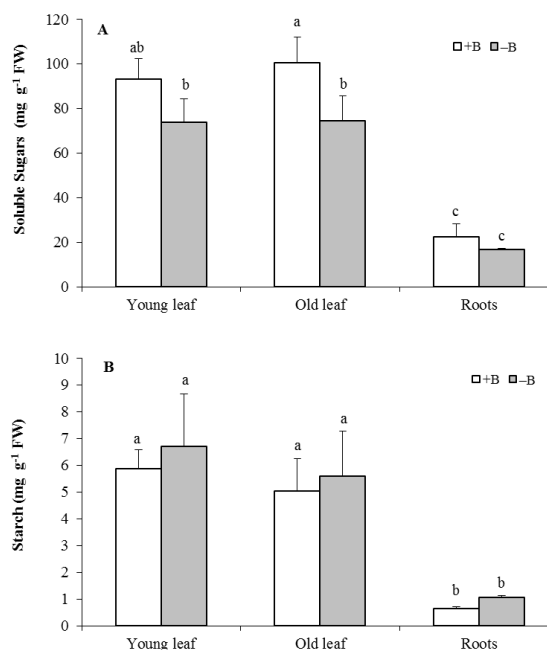 A
Soluble Sugars (mg g-1 FW)
120
100
80
60
40
20
0
+B –B
ab
b
a
b
c
c
Young leaf Old leaf Roots
B
Starch (mg g-1 FW)
10
9
8
7
6
5
4
3
2
1
0
+B –B
a
a
a
a
b
b
Young leaf Old leaf Roots